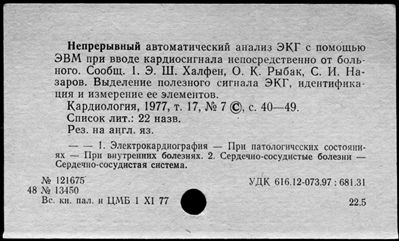 Непрерывный автоматический анализ ЭКГ с помощью
ЭВМ при вводе кардиосигнала непосредственно от боль-
ного. Сообщ. 1. Э. Ш. Халфен, О. К. Рыбак, С. И. На-
заров. Выделение полезного сигнала ЭКГ, идентифика-
ция и измерение ее элементов.
Кардиология, 1977, т. 17, № 7 ©, с. 40—49.
Список лит.: 22 назв.
Рез. на англ. яз.
— — 1. Электрокардиография — При патологических состояни-
ях — При внутренних болезнях. 2. Сердечно-сосудистые болезни —
Сердечно-сосудистая система.
№ 121675 УДК 616.12-073.97 : 681.31
48 № 13450
Вс. кн. пал. и ЦМБ 1 XI 77 22.5